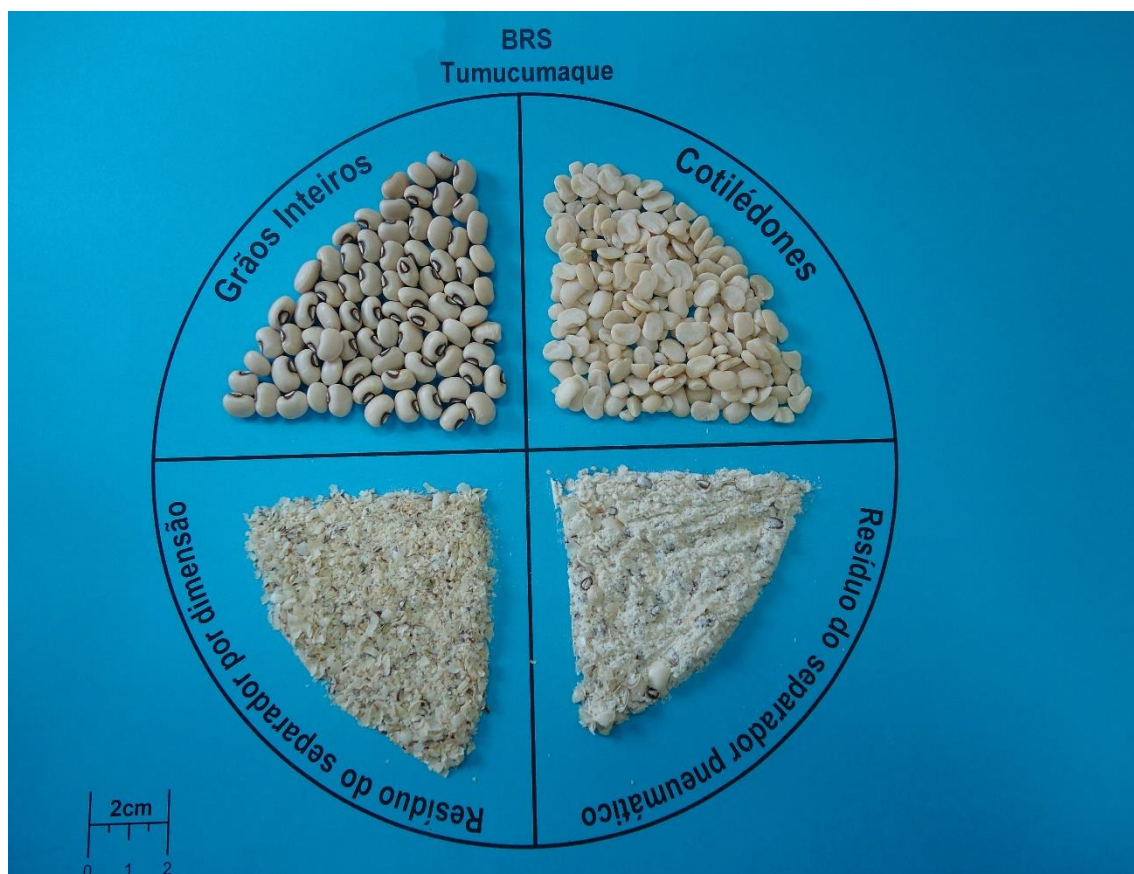 BRS
Tumucumaque
Grãos Inteiros
Cotilédones
Resíduo do separador por dimensão
Resíduo do separador pneumático
2cm
0 1 2